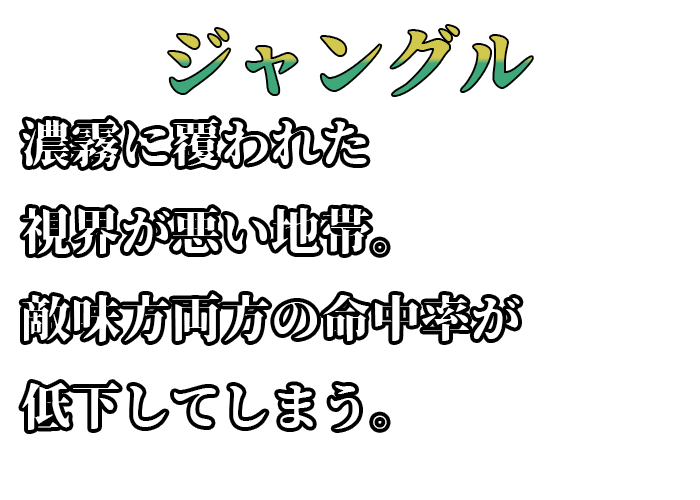 ジャングル
濃霧に覆われた
視界が悪い地帯。
敵味方両方の命中率が
低下してしまう。